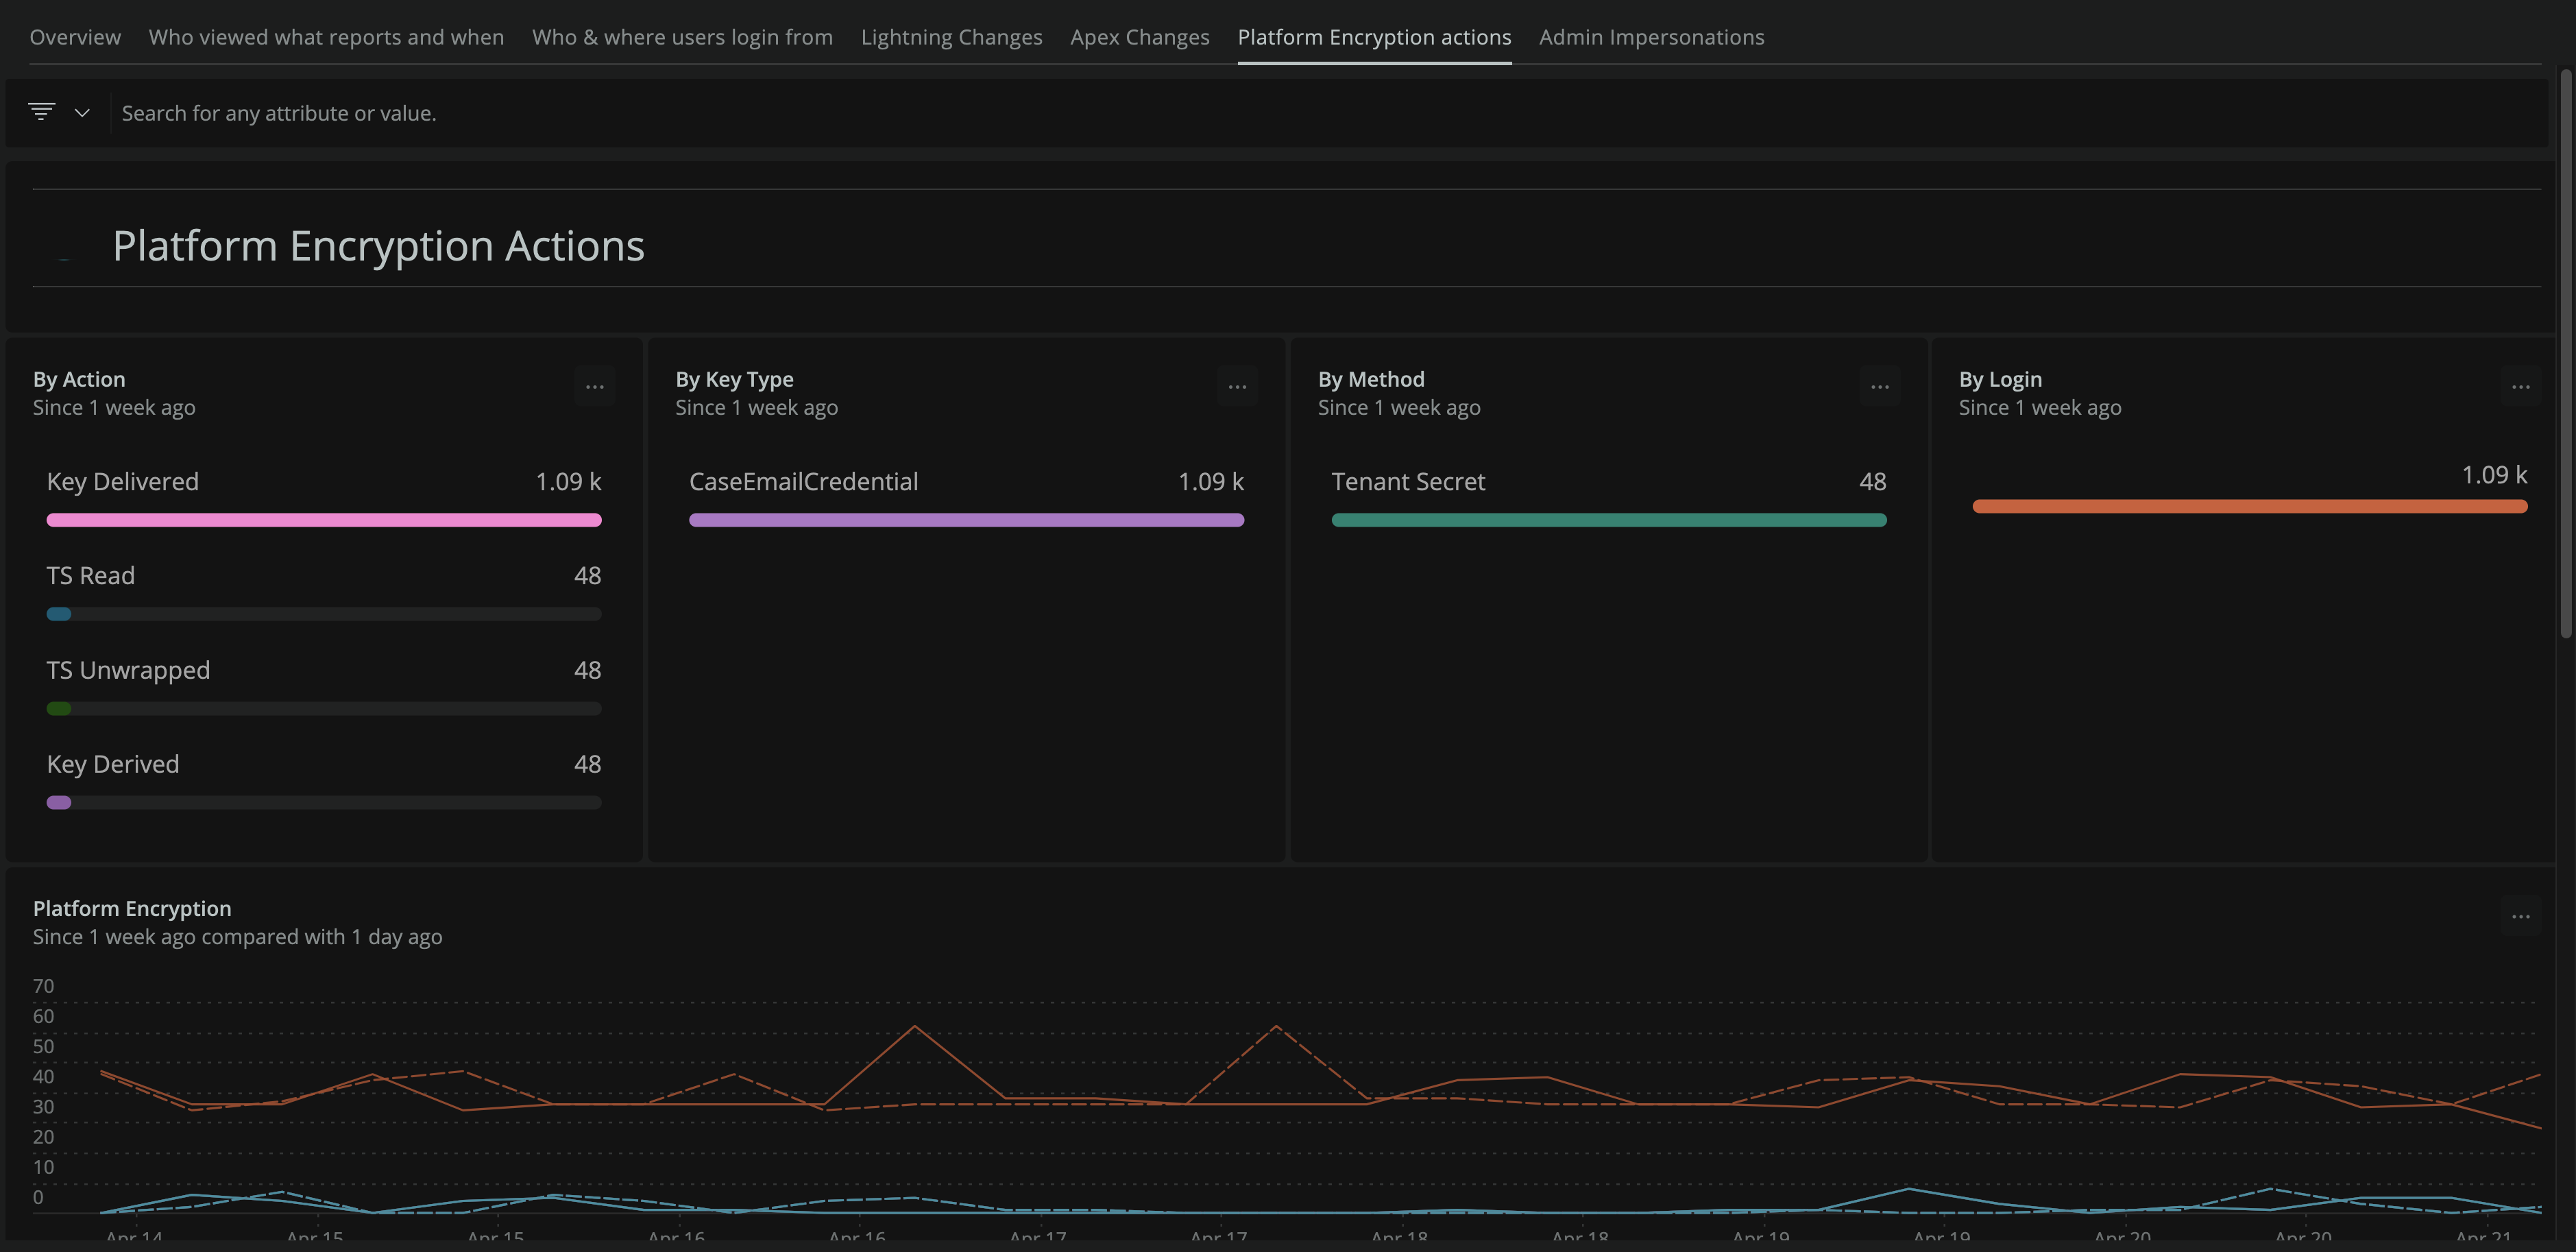 Overview Who viewed what reports and when Who & where users login from Lightning Changes Apex Changes Platform Encryption actions Admin Impersonations
Search for any attribute or value.
Platform Encryption Actions
By Action
Since 1 week ago
Key Delivered 1.09 k
TS Read 48
TS Unwrapped 48
Key Derived 48
By Key Type
Since 1 week ago
CaseEmailCredential 1.09 k
By Method
Since 1 week ago
Tenant Secret 48
By Login
Since 1 week ago
1.09 k
Platform Encryption
Since 1 week ago compared with 1 day ago
70
60
50
40
30
20
10
0
Apr 14 Apr 15 Apr 15 Apr 16 Apr 16 Apr 17 Apr 17 Apr 18 Apr 18 Apr 19 Apr 19 Apr 20 Apr 20 Apr 21